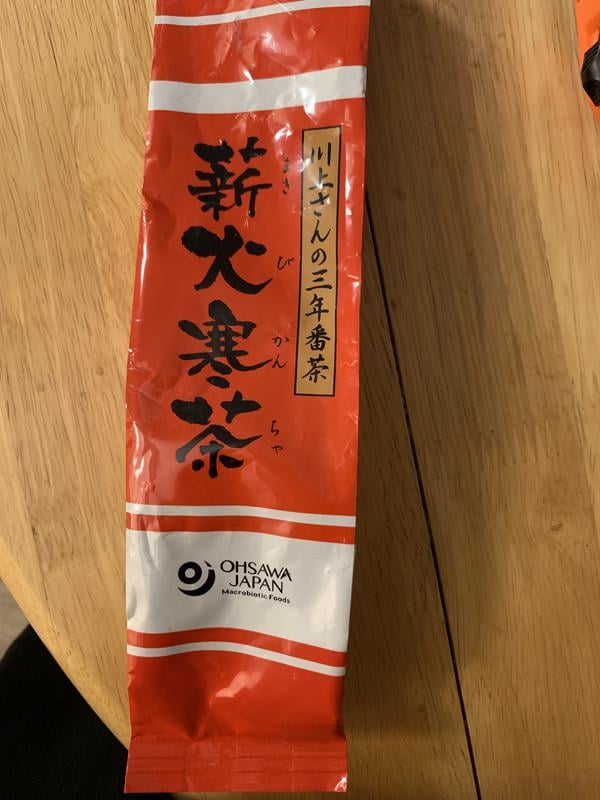 川上さんの三年番茶
薪火寒茶
まきびかんちゃ
OHSAWA
JAPAN
Macrobiotic Foods